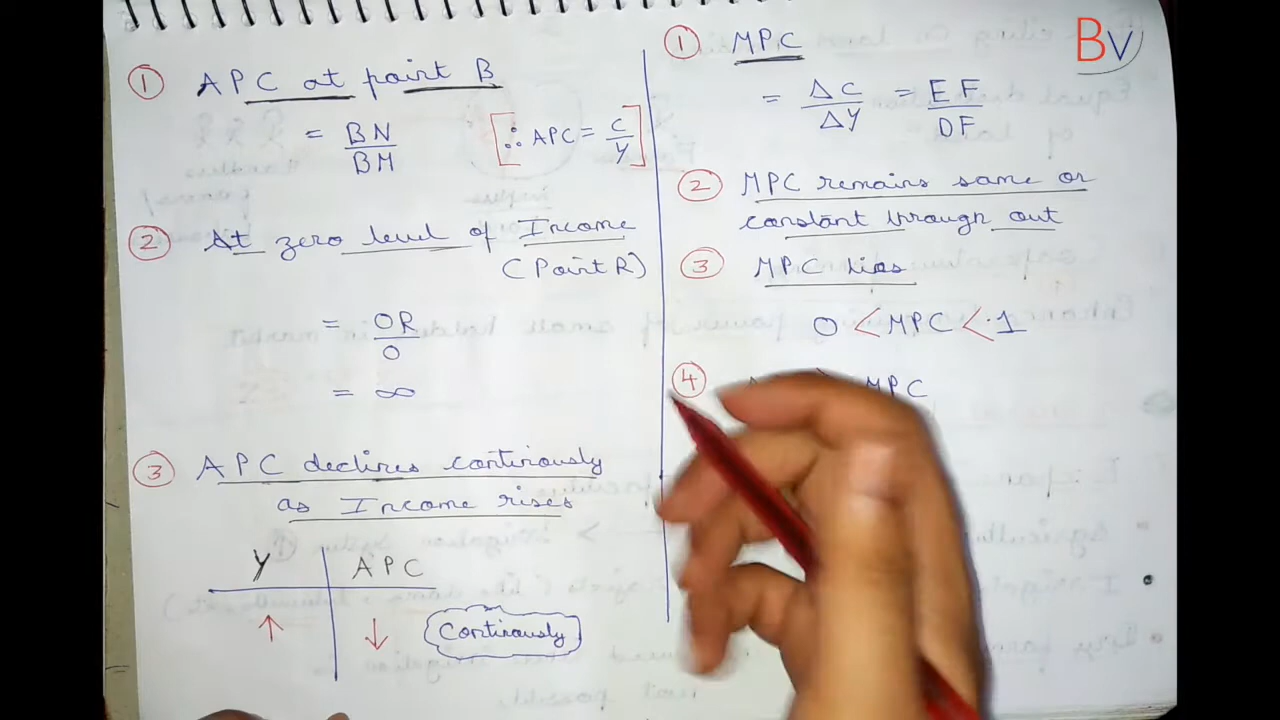 ① APC at point B
= BN/BM [∴ APC = C/Y]
② At zero level of Income
(Point R)
= OR/0
= ∞
③ APC declines continously
as Income rises
Y | APC
↑ | ↓ Continously
① MPC
= ΔC/ΔY = EF/DF
② MPC remains same or
constant through out
③ MPC lies
0 < MPC < 1
④ MPC
BV